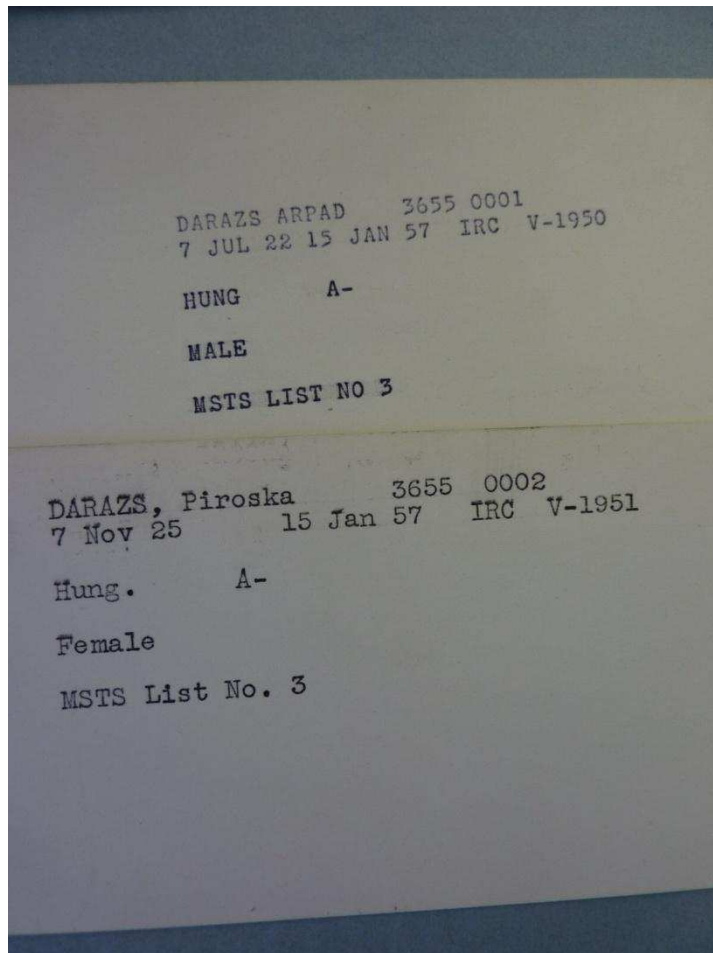 DARAZS ARPAD 3655 0001
7 JUL 22 15 JAN 57 IRC V-1950
HUNG A-
MALE
MSTS LIST NO 3
DARAZS, Piroska 3655 0002
7 Nov 25 15 Jan 57 IRC V-1951
Hung. A-
Female
MSTS List No. 3